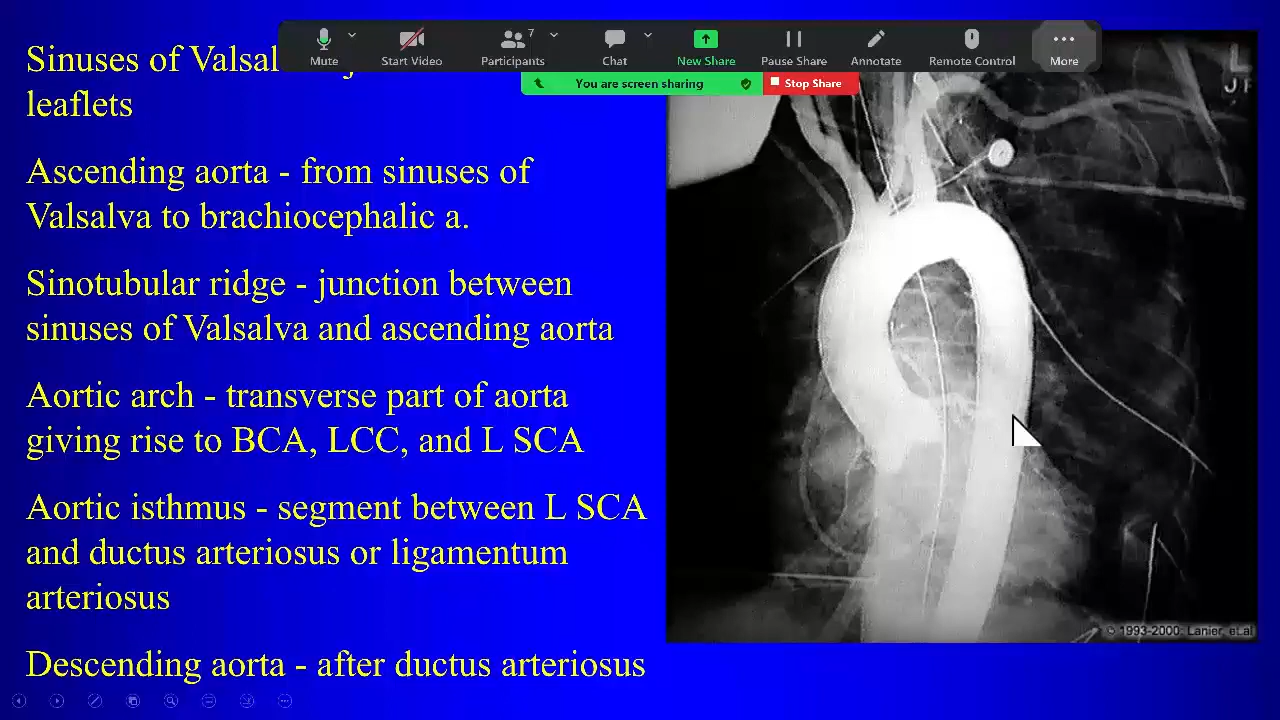 Sinuses of Valsal
leaflets
Ascending aorta - from sinuses of
Valsalva to brachiocephalic a.
Sinotubular ridge - junction between
sinuses of Valsalva and ascending aorta
Aortic arch - transverse part of aorta
giving rise to BCA, LCC, and L SCA
Aortic isthmus - segment between L SCA
and ductus arteriosus or ligamentum
arteriosus
Descending aorta - after ductus arteriosus
7
Mute Start Video Participants Chat New Share Pause Share Annotate Remote Control More
You are screen sharing Stop Share
L
© 1993-2000; Lanier, eLal